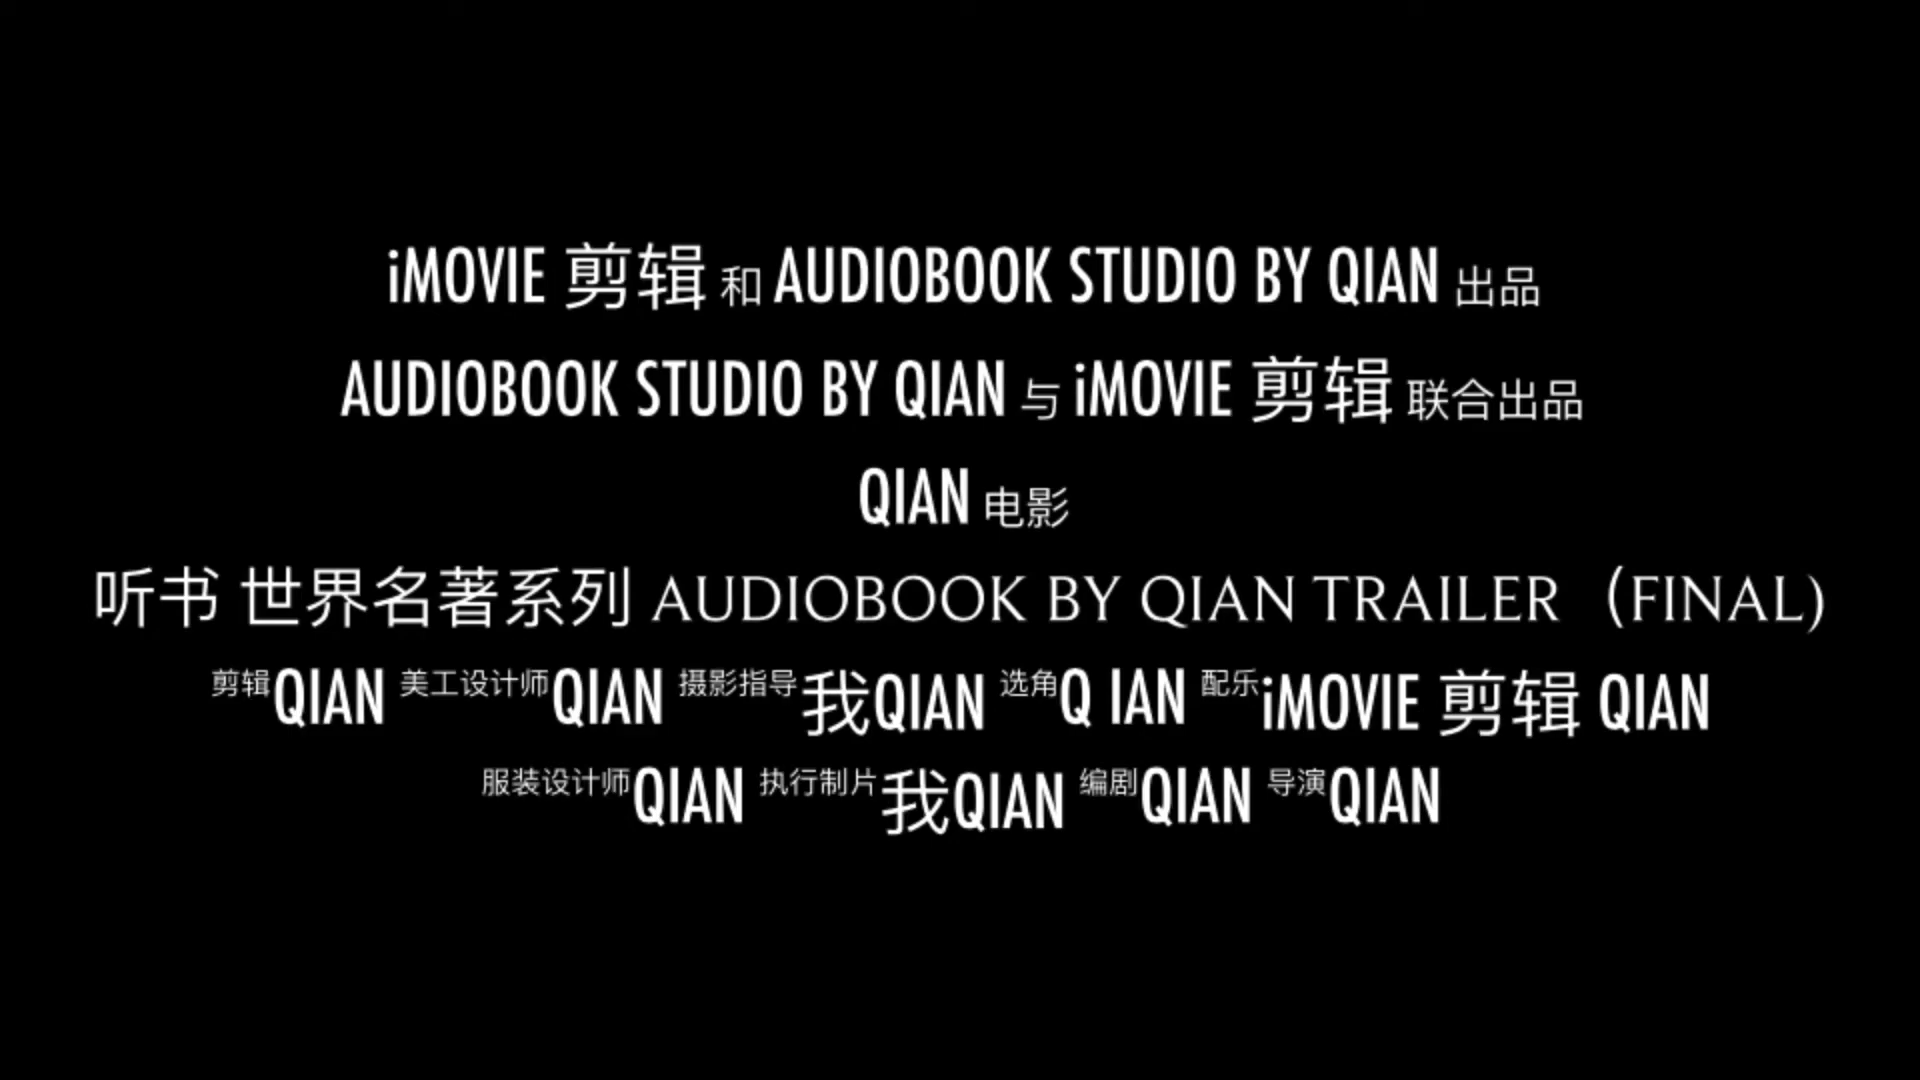 iMOVIE 剪辑 和 AUDIOBOOK STUDIO BY QIAN 出品
AUDIOBOOK STUDIO BY QIAN 与 iMOVIE 剪辑 联合出品
QIAN 电影
听书 世界名著系列 AUDIOBOOK BY QIAN TRAILER（FINAL)
剪辑QIAN 美工设计师QIAN 摄影指导我QIAN 选角Q IAN 配乐iMOVIE 剪辑 QIAN
服装设计师QIAN 执行制片我QIAN 编剧QIAN 导演QIAN